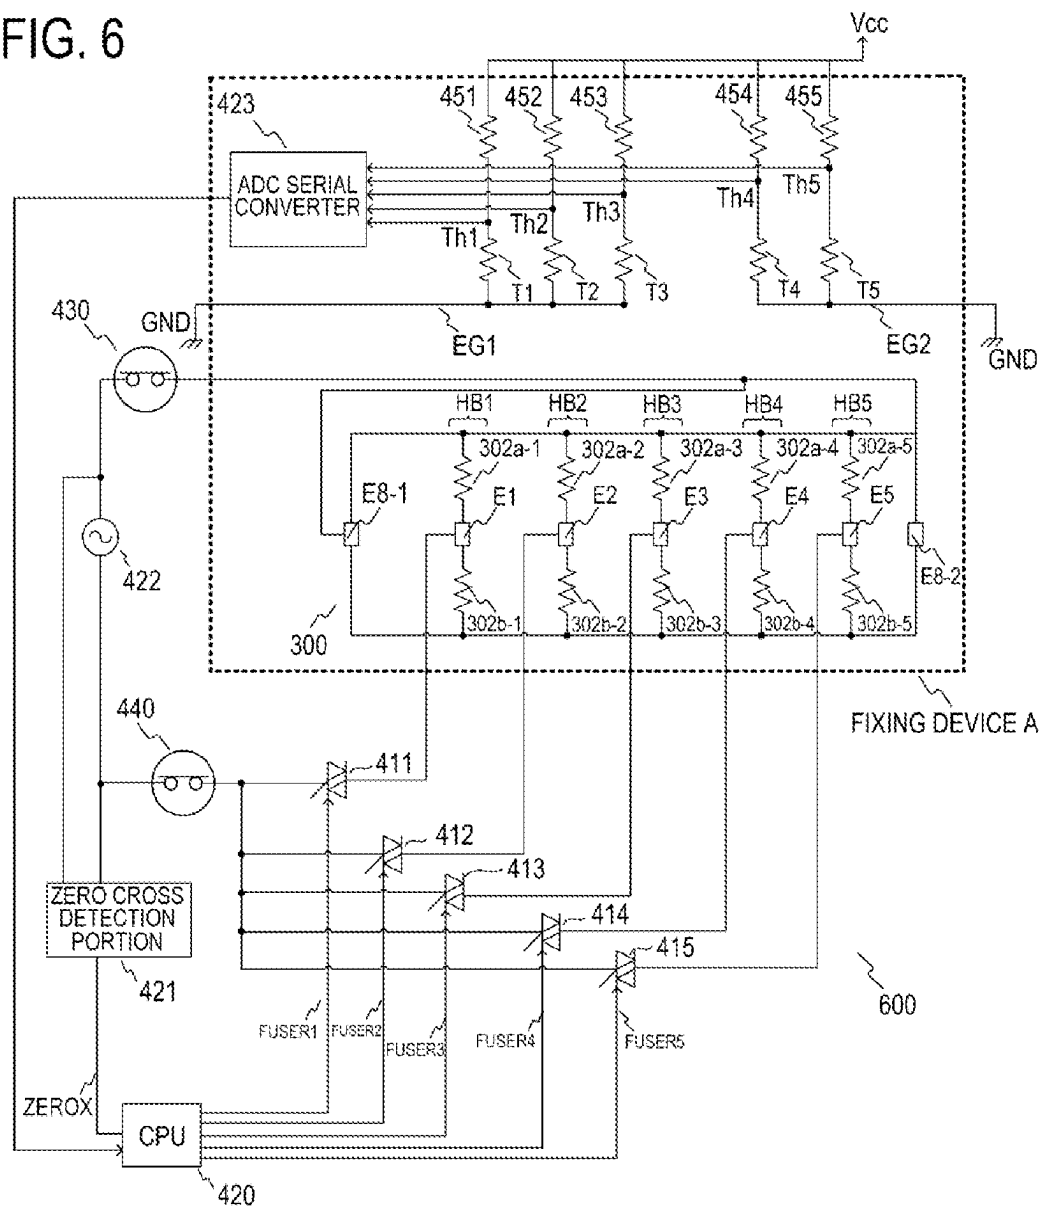 FIG. 6
Vcc
423
451
452
453
454
455
ADC SERIAL
CONVERTER
Th1
Th2
Th3
Th4
Th5
T1
T2
T3
T4
T5
430
GND
EG1
EG2
GND
HB1
HB2
HB3
HB4
HB5
302a-1
302a-2
302a-3
302a-4
302a-5
E8-1
E1
E2
E3
E4
E5
E8-2
422
300
302b-1
302b-2
302b-3
302b-4
302b-5
FIXING DEVICE A
440
411
412
413
414
415
ZERO CROSS
DETECTION
PORTION
421
600
FUSER1
FUSER2
FUSER3
FUSER4
FUSER5
ZEROX
CPU
420